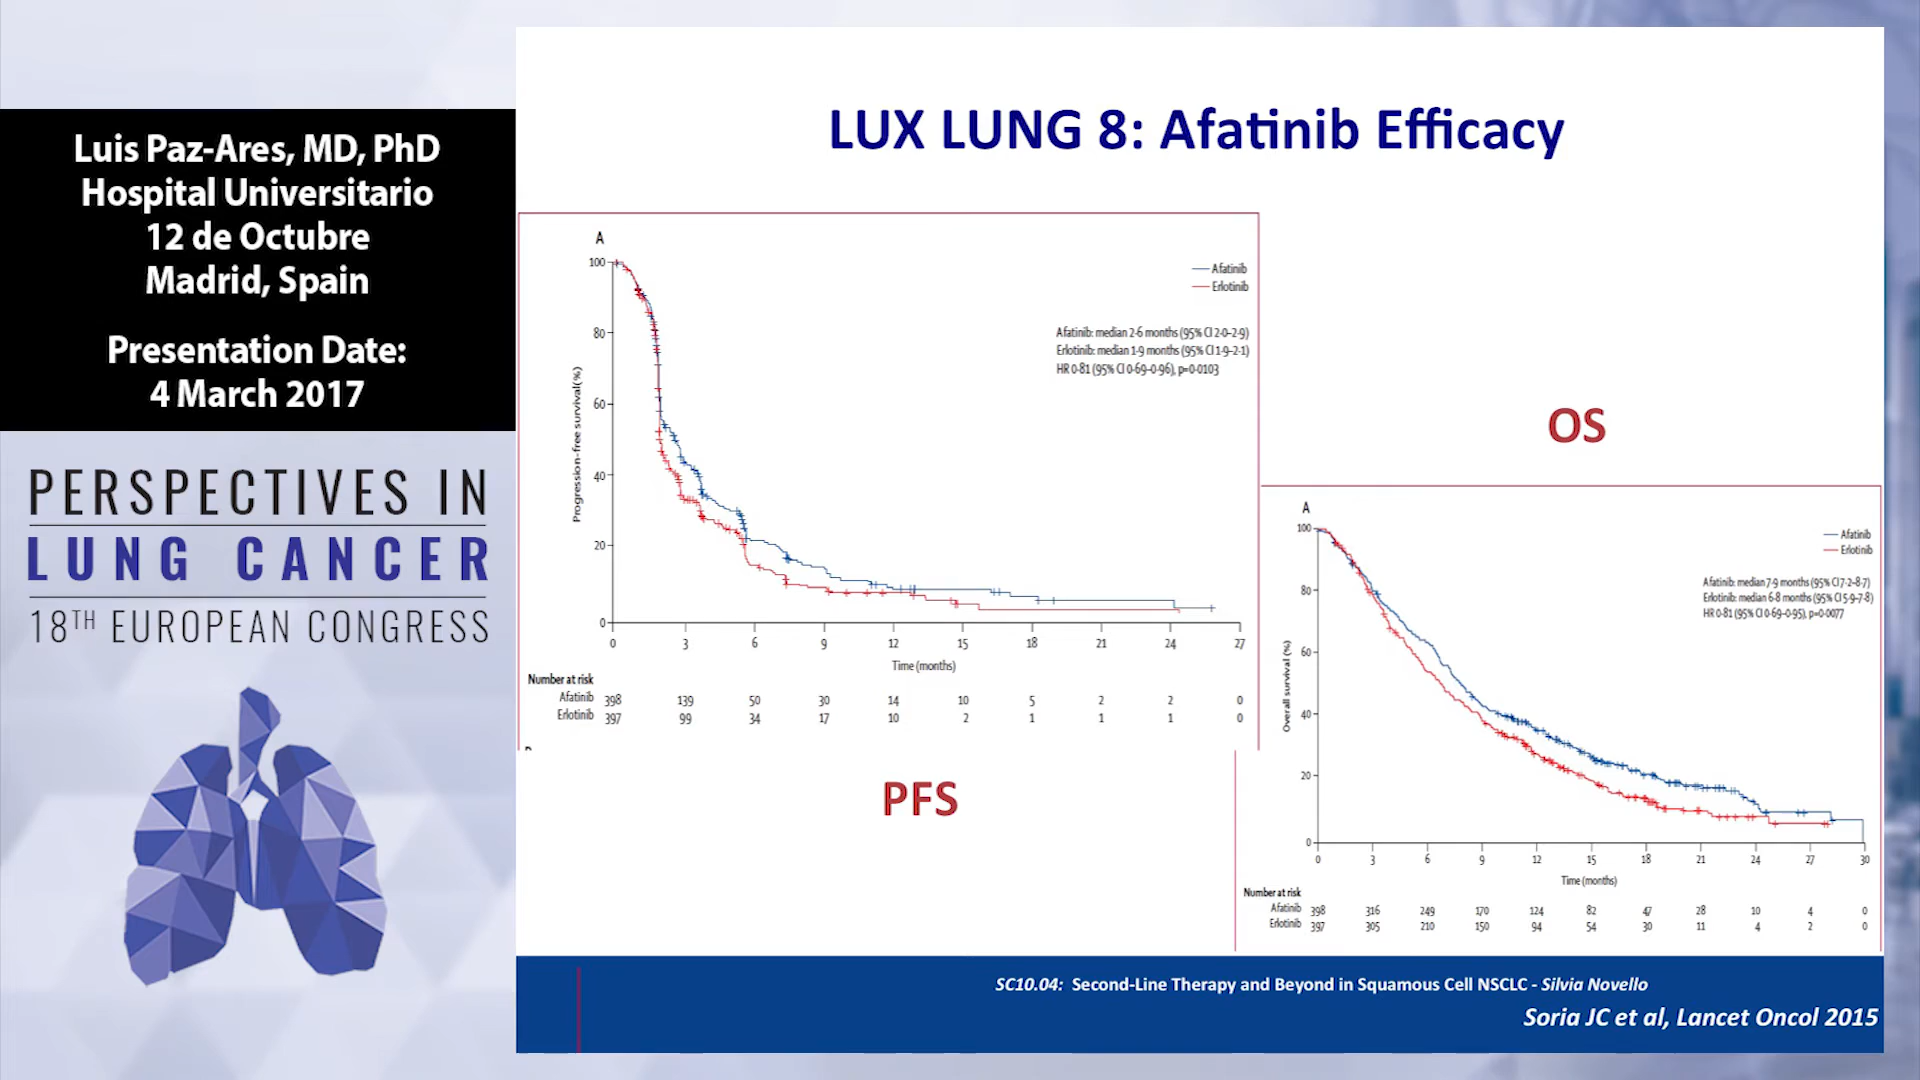 Luis Paz-Ares, MD, PhD
Hospital Universitario
12 de Octubre
Madrid, Spain
Presentation Date:
4 March 2017
PERSPECTIVES IN
LUNG CANCER
18TH EUROPEAN CONGRESS
LUX LUNG 8: Afatinib Efficacy
A
Afatinib
Erlotinib
Afatinib: median 2·6 months (95% CI 2·0–2·9)
Erlotinib: median 1·9 months (95% CI 1·9–2·1)
HR 0·81 (95% CI 0·69–0·96), p=0·0103
Progression-free survival (%)
100
80
60
40
20
0
0 3 6 9 12 15 18 21 24 27
Time (months)
Number at risk
Afatinib 398 139 50 30 14 10 5 2 2 0
Erlotinib 397 99 34 17 10 2 1 1 1 0
PFS
OS
A
Afatinib
Erlotinib
Afatinib: median 7·9 months (95% CI 7·2–8·7)
Erlotinib: median 6·8 months (95% CI 5·9–7·8)
HR 0·81 (95% CI 0·69–0·95), p=0·0077
Overall survival (%)
100
80
60
40
20
0
0 3 6 9 12 15 18 21 24 27 30
Time (months)
Number at risk
Afatinib 398 316 249 170 124 82 47 28 10 4 0
Erlotinib 397 305 210 150 94 54 30 11 4 2 0
SC10.04: Second-Line Therapy and Beyond in Squamous Cell NSCLC - Silvia Novello
Soria JC et al, Lancet Oncol 2015